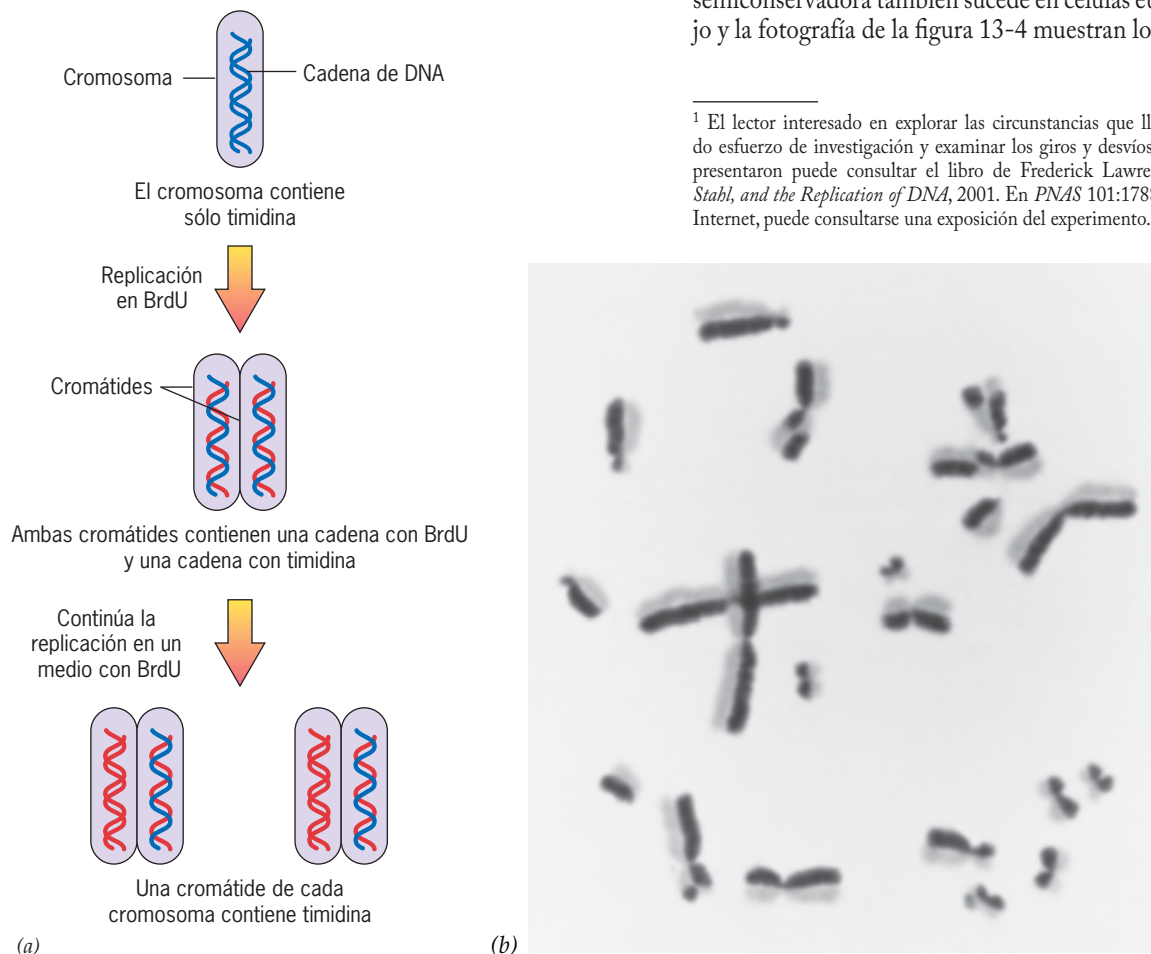 semiconservadora también sucede en células eu
jo y la fotografía de la figura 13-4 muestran lo
¹ El lector interesado en explorar las circunstancias que ll
do esfuerzo de investigación y examinar los giros y desvíos
presentaron puede consultar el libro de Frederick Lawre
Stahl, and the Replication of DNA, 2001. En PNAS 101:178
Internet, puede consultarse una exposición del experimento.
Cromosoma
Cadena de DNA
El cromosoma contiene
sólo timidina
Replicación
en BrdU
Cromátides
Ambas cromátides contienen una cadena con BrdU
y una cadena con timidina
Continúa la
replicación en un
medio con BrdU
Una cromátide de cada
cromosoma contiene timidina
(a)
(b)